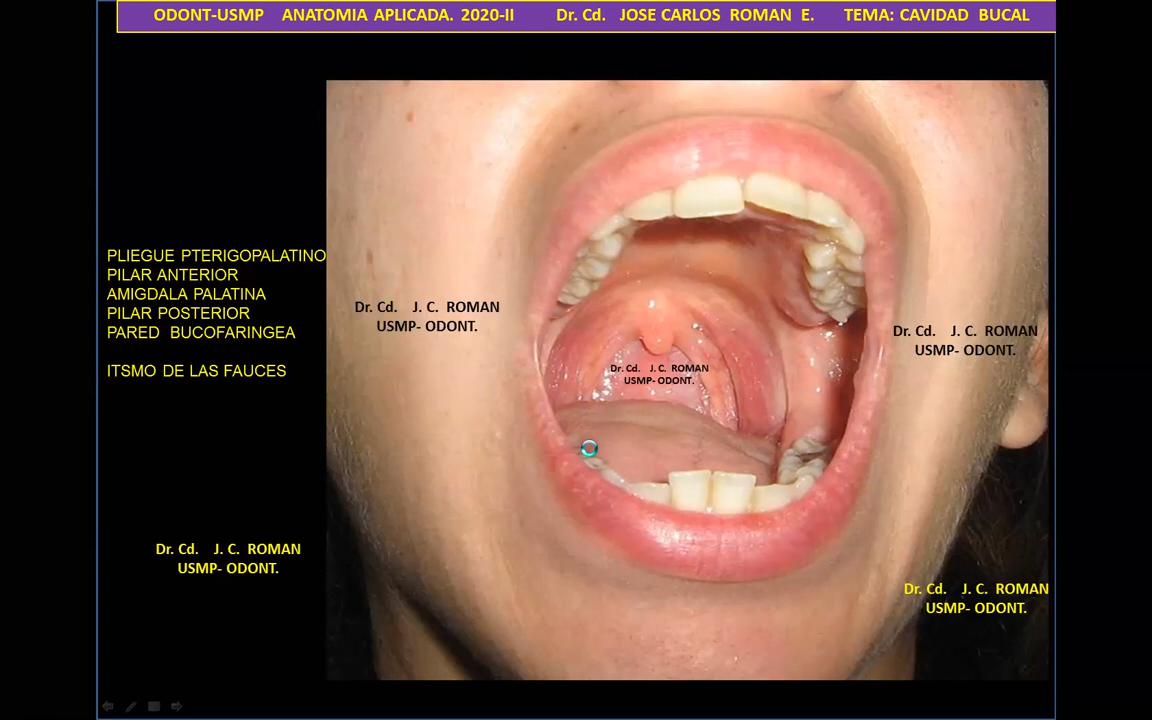 ODONT-USMP ANATOMIA APLICADA. 2020-II Dr. Cd. JOSE CARLOS ROMAN E. TEMA: CAVIDAD BUCAL
PLIEGUE PTERIGOPALATINO
PILAR ANTERIOR
AMIGDALA PALATINA
PILAR POSTERIOR
PARED BUCOFARINGEA
ITSMO DE LAS FAUCES
Dr. Cd. J. C. ROMAN
USMP- ODONT.
Dr. Cd. J. C. ROMAN
USMP- ODONT.
Dr. Cd. J. C. ROMAN
USMP- ODONT.
Dr. Cd. J. C. ROMAN
USMP- ODONT.
Dr. Cd. J. C. ROMAN
USMP- ODONT.